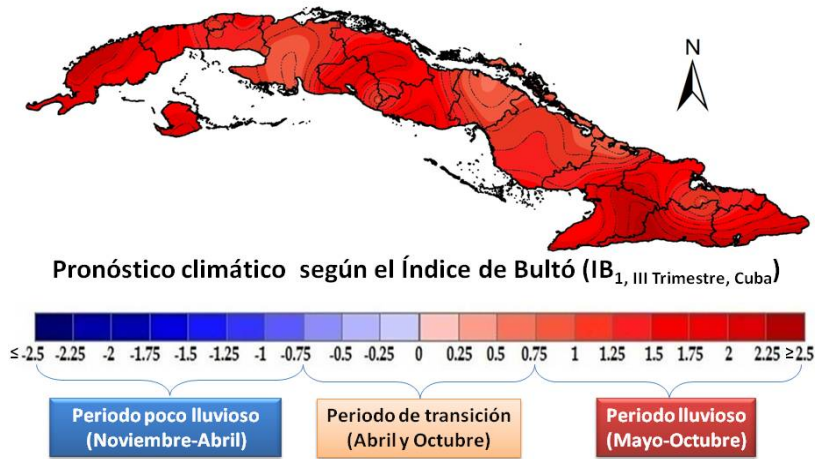 N
Pronóstico climático según el Índice de Bultó (IB1, III Trimestre, Cuba)
≤ -2.5 -2.25 -2 -1.75 -1.5 -1.25 -1 -0.75 -0.5 -0.25 0 0.25 0.5 0.75 1 1.25 1.5 1.75 2 2.25 ≥2.5
Periodo poco lluvioso
(Noviembre-Abril)
Periodo de transición
(Abril y Octubre)
Periodo lluvioso
(Mayo-Octubre)